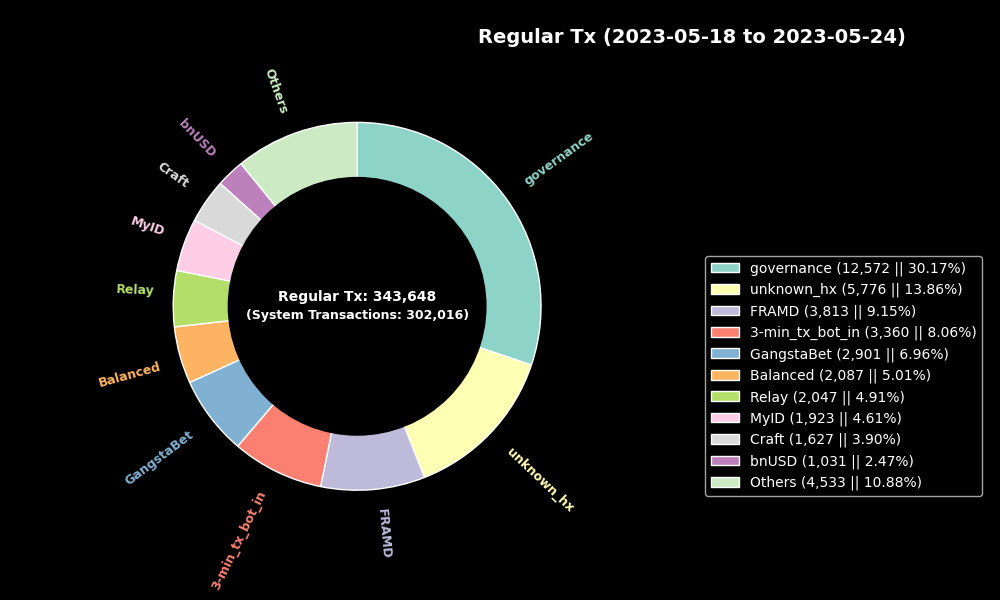 Regular Tx (2023-05-18 to 2023-05-24)
Others
bnUSD
governance
Craft
MyID
Relay
Regular Tx: 343,648
(System Transactions: 302,016)
Balanced
GangstaBet
unknown_hx
FRAMD
3-min_tx_bot_in
governance (12,572 || 30.17%)
unknown_hx (5,776 || 13.86%)
FRAMD (3,813 || 9.15%)
3-min_tx_bot_in (3,360 || 8.06%)
GangstaBet (2,901 || 6.96%)
Balanced (2,087 || 5.01%)
Relay (2,047 || 4.91%)
MyID (1,923 || 4.61%)
Craft (1,627 || 3.90%)
bnUSD (1,031 || 2.47%)
Others (4,533 || 10.88%)